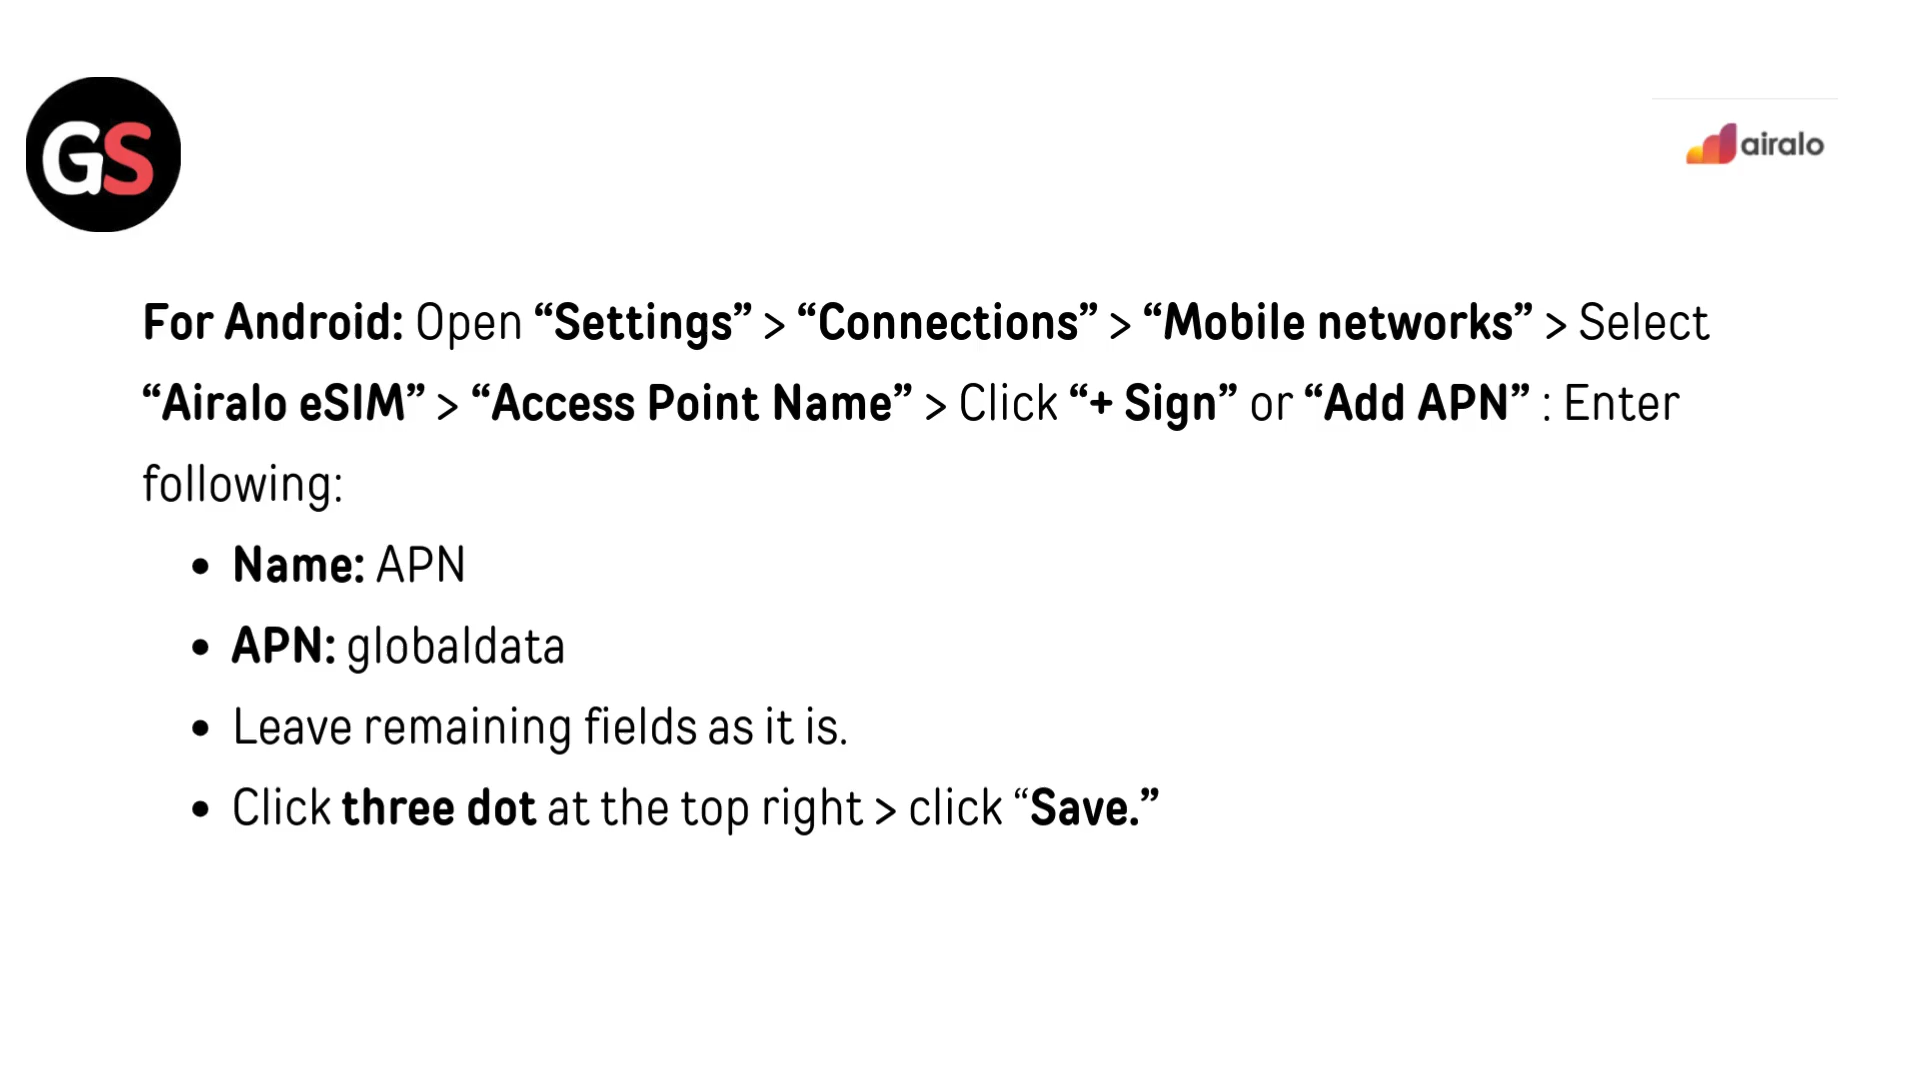 GS
airalo
For Android: Open “Settings” > “Connections” > “Mobile networks” > Select
“Airalo eSIM” > “Access Point Name” > Click “+ Sign” or “Add APN” : Enter
following:
• Name: APN
• APN: globaldata
• Leave remaining fields as it is.
• Click three dot at the top right > click “Save.”